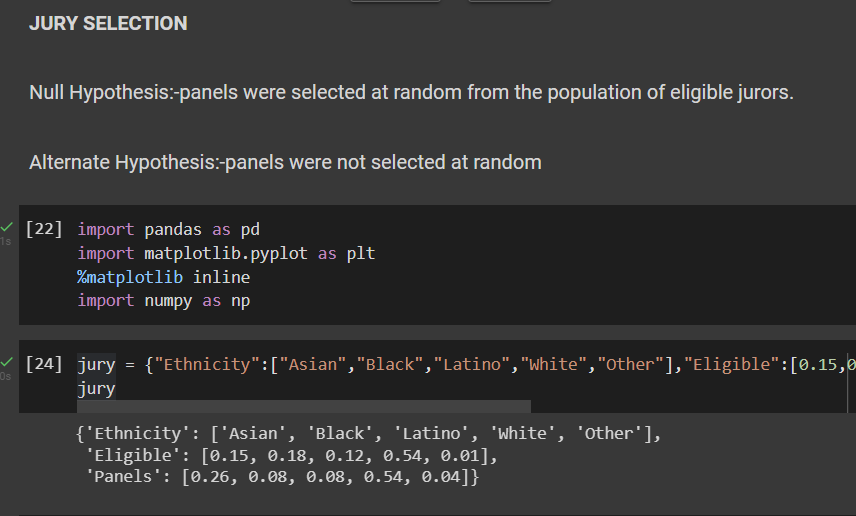 JURY SELECTION
Null Hypothesis:-panels were selected at random from the population of eligible jurors.
Alternate Hypothesis:-panels were not selected at random
[22] import pandas as pd
1s
import matplotlib.pyplot as plt
%matplotlib inline
import numpy as np
[24] jury = {"Ethnicity":["Asian","Black","Latino","White","Other"],"Eligible":[0.15,0
0s
jury
{'Ethnicity': ['Asian', 'Black', 'Latino', 'White', 'Other'],
'Eligible': [0.15, 0.18, 0.12, 0.54, 0.01],
'Panels': [0.26, 0.08, 0.08, 0.54, 0.04]}